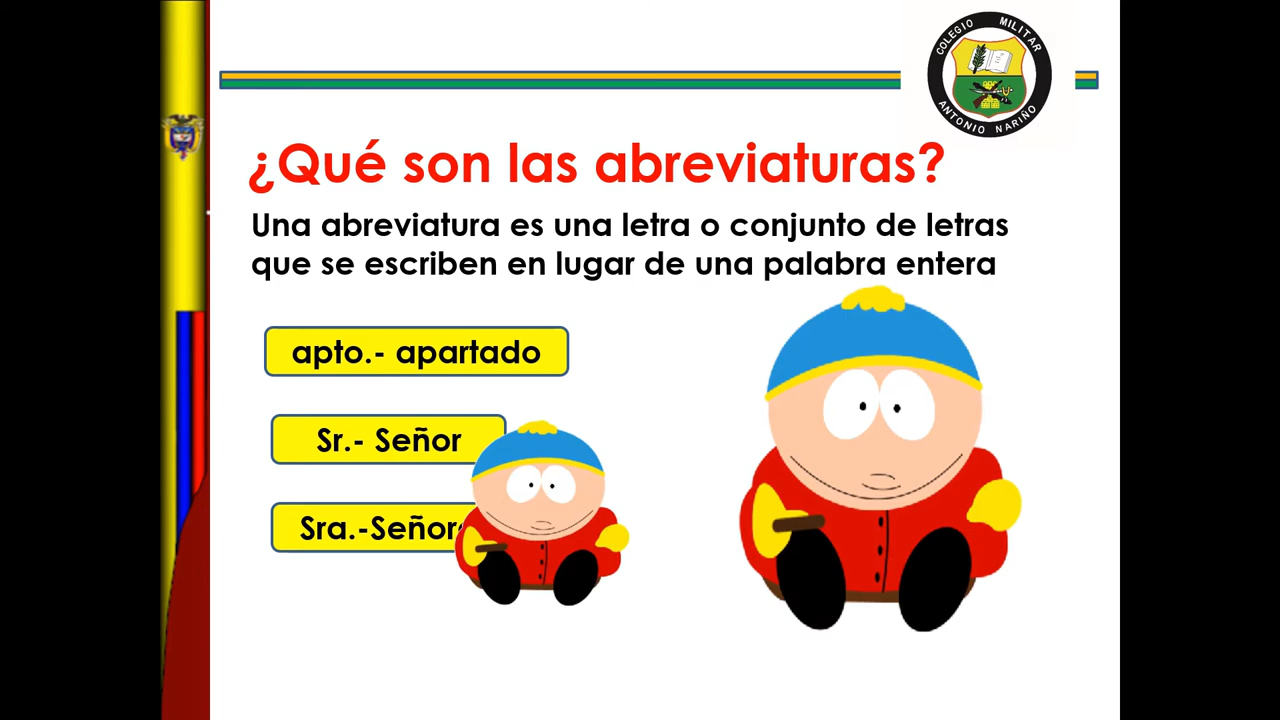 COLEGIO MILITAR
ANTONIO NARIÑO
¿Qué son las abreviaturas?
Una abreviatura es una letra o conjunto de letras
que se escriben en lugar de una palabra entera
apto.- apartado
Sr.- Señor
Sra.-Señora